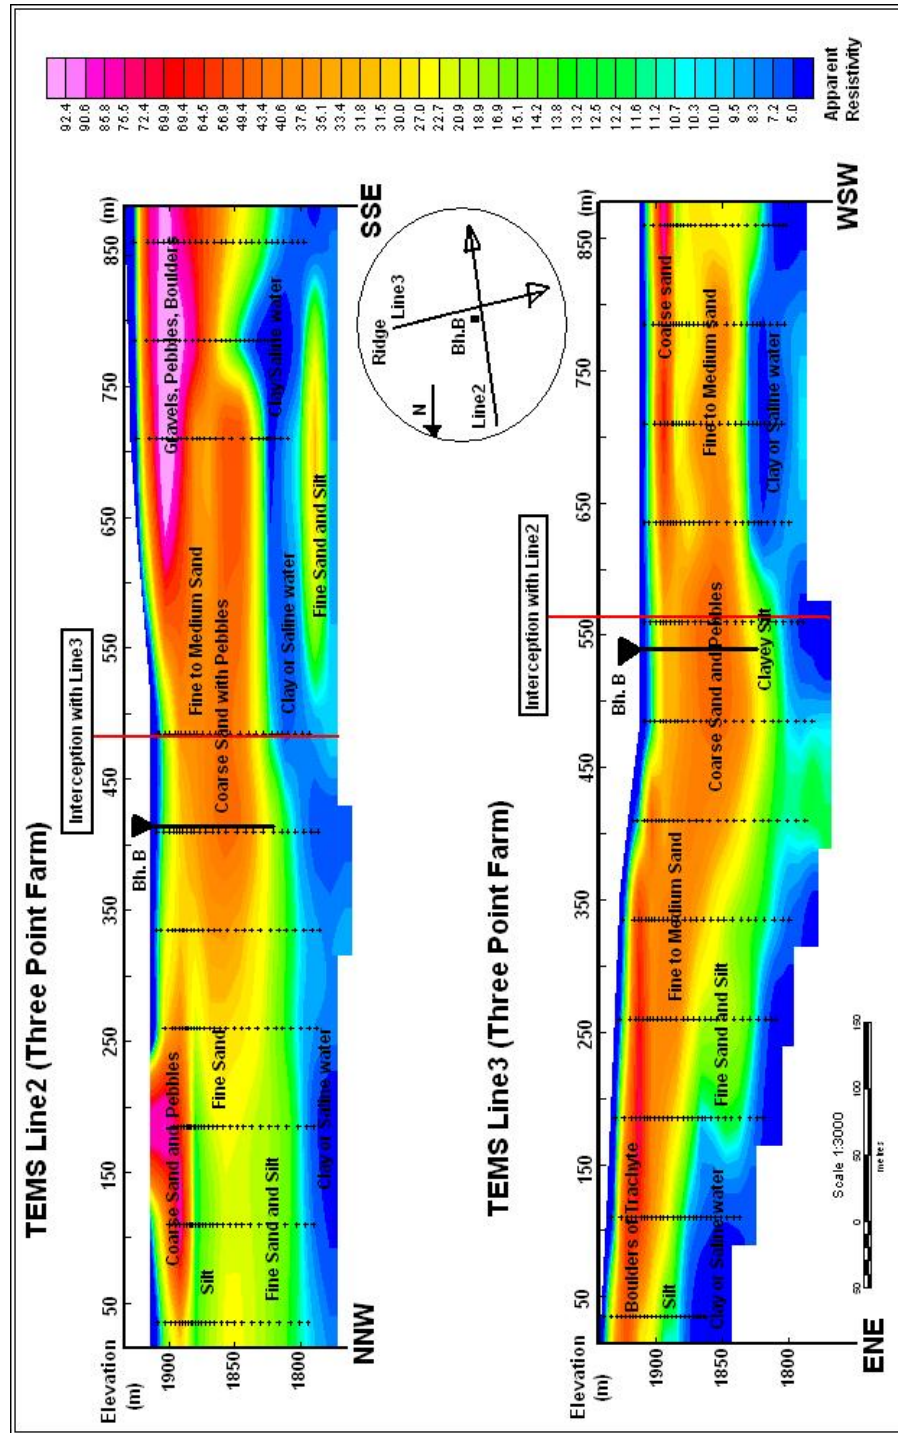 TEMS Line2 (Three Point Farm)
Interception with Line3
Elevation
(m)
50
150
250
350
450
550
650
750
850
(m)
Bh. B
1900
1850
1800
Coarse Sand and Pebbles
Silt
Fine Sand
Fine Sand and Silt
Clay or Saline water
Fine to Medium Sand
Coarse Sand with Pebbles
Clay or Saline water
Gravels, Pebbles, Boulders
Clay/Saline water
Fine Sand and Silt
NNW
SSE
N
Ridge
Line3
Bh.B
Line2
TEMS Line3 (Three Point Farm)
Interception with Line2
Elevation
(m)
50
150
250
350
450
550
650
750
850
(m)
Bh. B
1900
1850
1800
Boulders of Trachyte
Silt
Clay or Saline water
Fine to Medium Sand
Fine Sand and Silt
Coarse Sand and Pebbles
Clayey Silt
Coarse sand
Fine to Medium sand
Clay or Saline water
ENE
WSW
Scale 1:3000
50
0
50
100
150
metres
92.4
90.6
85.8
75.5
72.4
69.4
64.5
56.9
49.4
43.4
40.6
37.6
35.1
33.4
31.8
31.5
30.0
27.0
22.7
20.9
18.9
16.9
15.1
14.2
13.8
13.2
12.5
12.2
11.6
11.2
10.7
10.3
10.0
9.5
8.3
7.2
5.0
Apparent
Resistivity